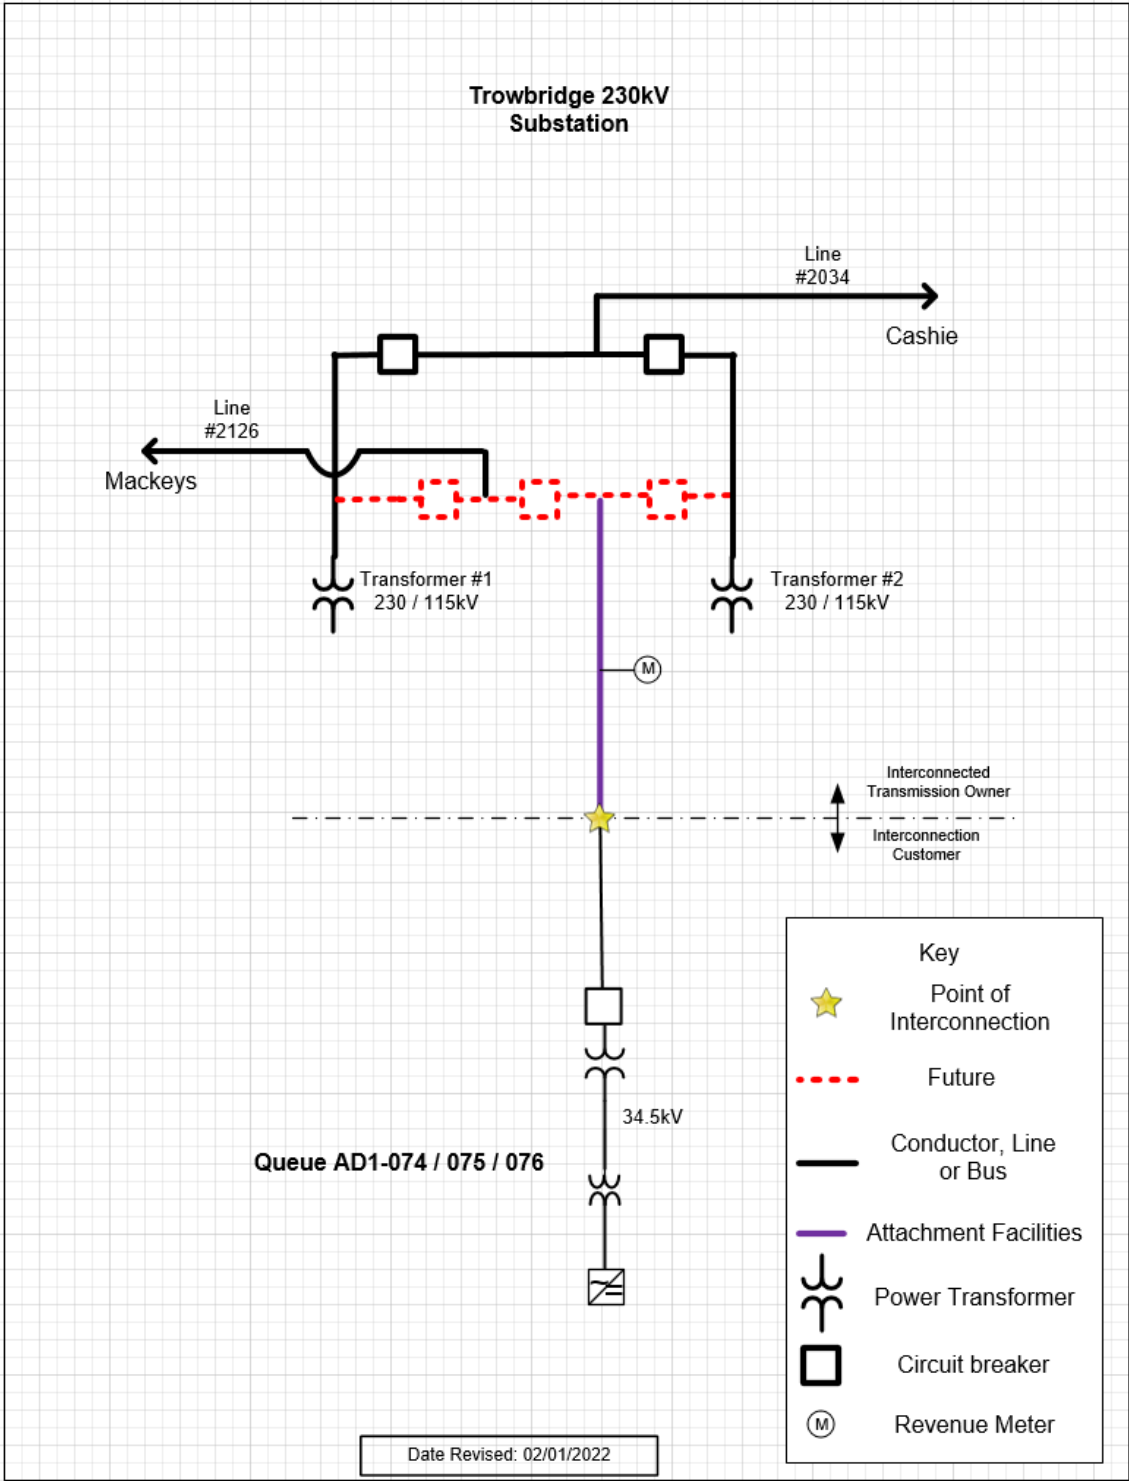 Trowbridge 230kV
Substation
Line
#2034
Cashie
Line
#2126
Mackeys
Transformer #1
230 / 115kV
Transformer #2
230 / 115kV
M
Interconnected
Transmission Owner
Interconnection
Customer
34.5kV
Queue AD1-074 / 075 / 076
Key
Point of
Interconnection
Future
Conductor, Line
or Bus
Attachment Facilities
Power Transformer
Circuit breaker
M
Revenue Meter
Date Revised: 02/01/2022